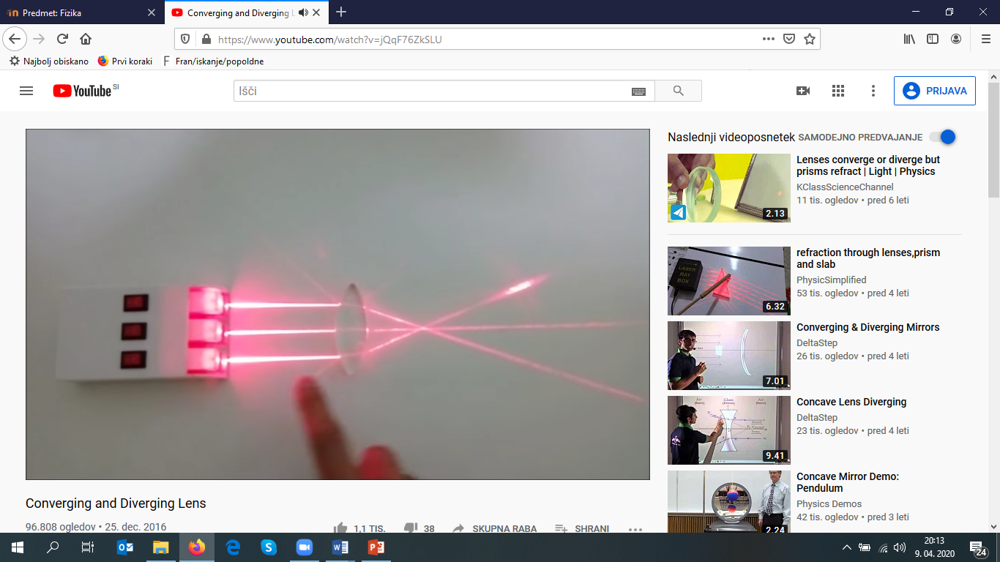 Predmet: Fizika
Converging and Diverging L
https://www.youtube.com/watch?v=jQqF76ZkSLU
Najbolj obiskano
Prvi koraki
Fran/iskanje/popoldne
YouTube SI
Išči
PRIJAVA
Naslednji videoposnetek
SAMODEJNO PREDVAJANJE
Lenses converge or diverge but
prisms refract | Light | Physics
KClassScienceChannel
11 tis. ogledov • pred 6 leti
2.13
refraction through lenses,prism
and slab
PhysicSimplified
53 tis. ogledov • pred 4 leti
LASER
RAY
BOX
6.32
Converging & Diverging Mirrors
DeltaStep
26 tis. ogledov • pred 4 leti
7.01
Concave Lens Diverging
DeltaStep
23 tis. ogledov • pred 4 leti
9.41
Concave Mirror Demo:
Pendulum
Physics Demos
42 tis. ogledov • pred 3 leti
2.24
Converging and Diverging Lens
96.808 ogledov • 25. dec. 2016
1,1 TIS.
38
SKUPNA RABA
SHRANI
20:13
9. 04. 2020
24